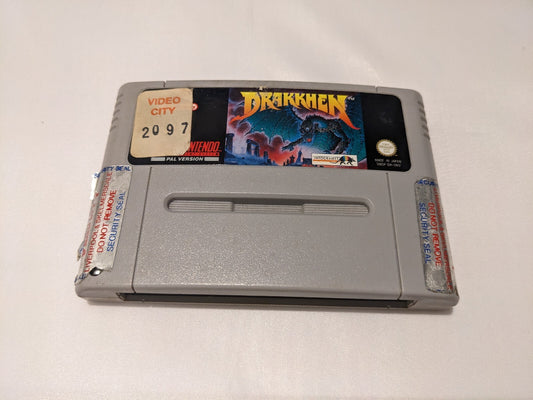 VIDEO
CITY
2097
DRAKKHEN
NINTENDO
PAL VERSION
MADE IN JAPAN
DO NOT REMOVE
SECURITY SEAL
DO NOT REMOVE
SECURITY SEAL